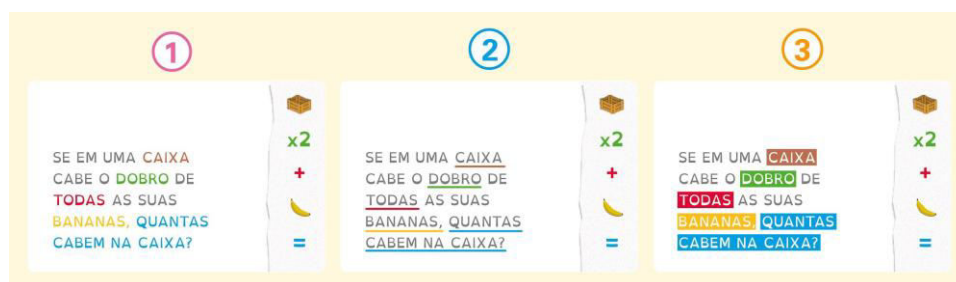 1
2
3
SE EM UMA CAIXA
CABE O DOBRO DE
TODAS AS SUAS
BANANAS, QUANTAS
CABEM NA CAIXA?
x2
+
=
SE EM UMA CAIXA
CABE O DOBRO DE
TODAS AS SUAS
BANANAS, QUANTAS
CABEM NA CAIXA?
x2
+
=
SE EM UMA CAIXA
CABE O DOBRO DE
TODAS AS SUAS
BANANAS, QUANTAS
CABEM NA CAIXA?
x2
+
=